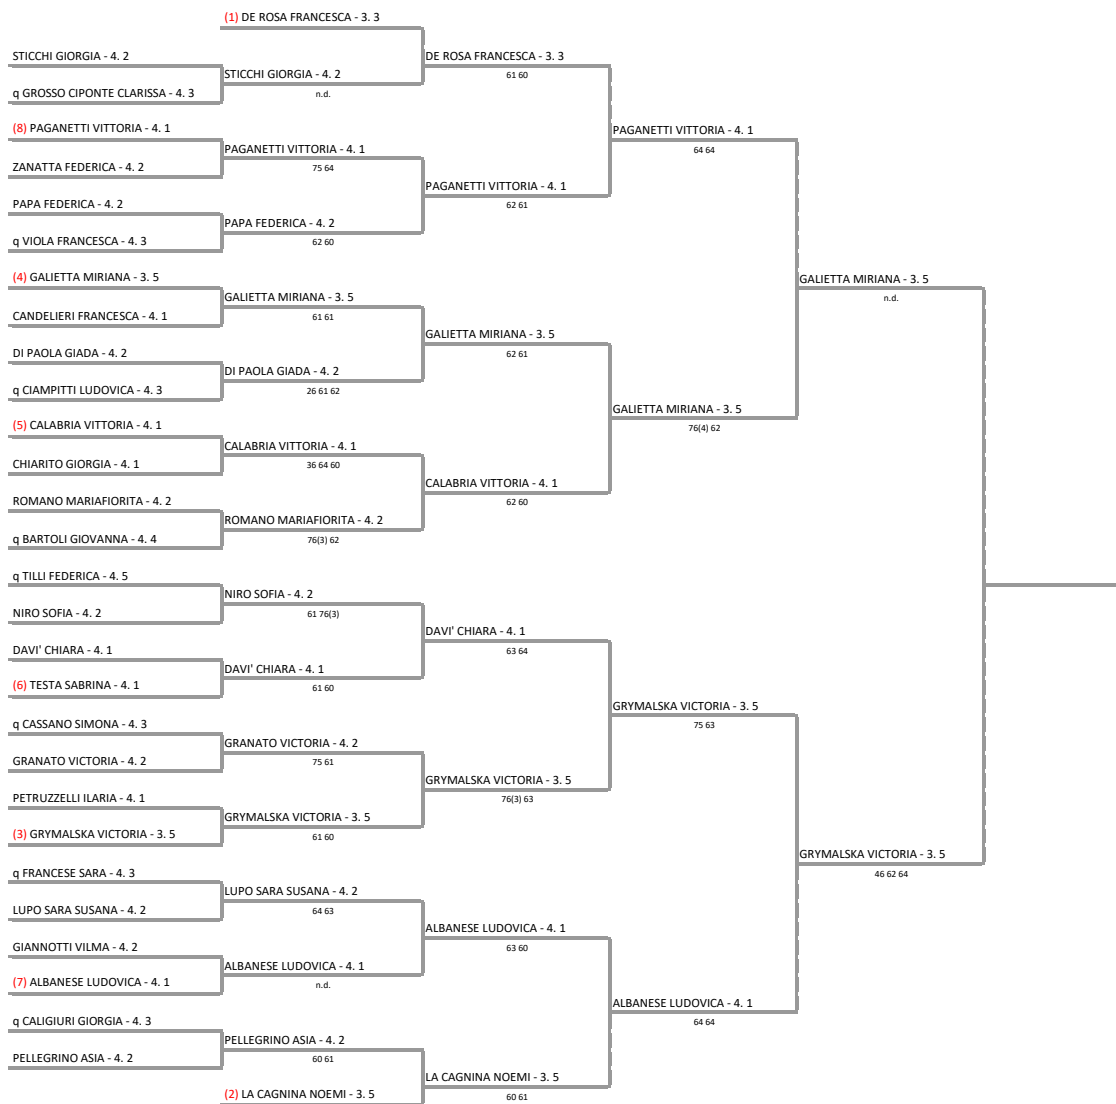 (1) DE ROSA FRANCESCA - 3. 3
STICCHI GIORGIA - 4. 2
q GROSSO CIPONTE CLARISSA - 4. 3
(8) PAGANETTI VITTORIA - 4. 1
ZANATTA FEDERICA - 4. 2
PAPA FEDERICA - 4. 2
q VIOLA FRANCESCA - 4. 3
(4) GALIETTA MIRIANA - 3. 5
CANDELIERI FRANCESCA - 4. 1
DI PAOLA GIADA - 4. 2
q CIAMPITTI LUDOVICA - 4. 3
(5) CALABRIA VITTORIA - 4. 1
CHIARITO GIORGIA - 4. 1
ROMANO MARIAFIORITA - 4. 2
q BARTOLI GIOVANNA - 4. 4
q TILLI FEDERICA - 4. 5
NIRO SOFIA - 4. 2
DAVI' CHIARA - 4. 1
(6) TESTA SABRINA - 4. 1
q CASSANO SIMONA - 4. 3
GRANATO VICTORIA - 4. 2
PETRUZZELLI ILARIA - 4. 1
(3) GRYMALSKA VICTORIA - 3. 5
q FRANCESE SARA - 4. 3
LUPO SARA SUSANA - 4. 2
GIANNOTTI VILMA - 4. 2
(7) ALBANESE LUDOVICA - 4. 1
q CALIGIURI GIORGIA - 4. 3
PELLEGRINO ASIA - 4. 2
(2) LA CAGNINA NOEMI - 3. 5
STICCHI GIORGIA - 4. 2
n.d.
PAGANETTI VITTORIA - 4. 1
75 64
PAPA FEDERICA - 4. 2
62 60
GALIETTA MIRIANA - 3. 5
61 61
DI PAOLA GIADA - 4. 2
26 61 62
CALABRIA VITTORIA - 4. 1
36 64 60
ROMANO MARIAFIORITA - 4. 2
76(3) 62
NIRO SOFIA - 4. 2
61 76(3)
DAVI' CHIARA - 4. 1
61 60
GRANATO VICTORIA - 4. 2
75 61
GRYMALSKA VICTORIA - 3. 5
61 60
LUPO SARA SUSANA - 4. 2
64 63
ALBANESE LUDOVICA - 4. 1
n.d.
PELLEGRINO ASIA - 4. 2
60 61
DE ROSA FRANCESCA - 3. 3
61 60
PAGANETTI VITTORIA - 4. 1
62 61
GALIETTA MIRIANA - 3. 5
62 61
CALABRIA VITTORIA - 4. 1
62 60
DAVI' CHIARA - 4. 1
63 64
GRYMALSKA VICTORIA - 3. 5
76(3) 63
ALBANESE LUDOVICA - 4. 1
63 60
LA CAGNINA NOEMI - 3. 5
60 61
PAGANETTI VITTORIA - 4. 1
64 64
GALIETTA MIRIANA - 3. 5
76(4) 62
GRYMALSKA VICTORIA - 3. 5
75 63
ALBANESE LUDOVICA - 4. 1
64 64
GALIETTA MIRIANA - 3. 5
n.d.
GRYMALSKA VICTORIA - 3. 5
46 62 64